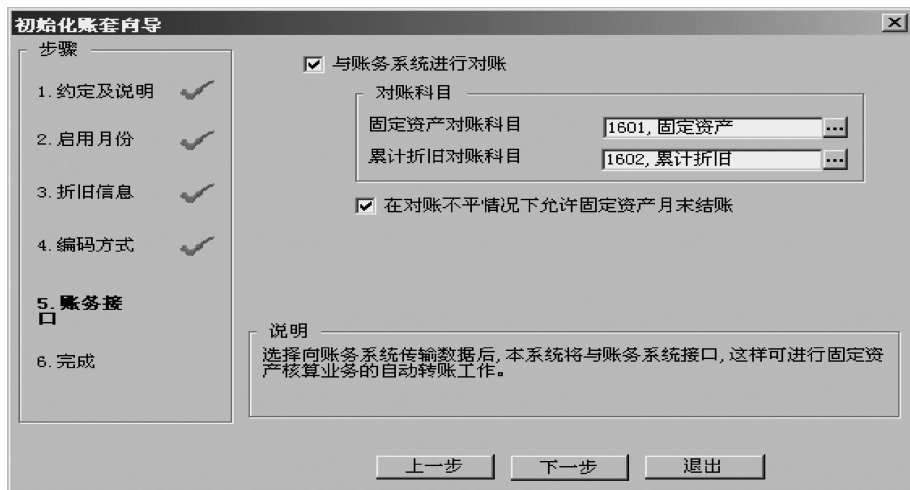 初始化账套向导
步骤
1.约定及说明
2.启用月份
3.折旧信息
4.编码方式
5.账务接
口
6.完成
与账务系统进行对账
对账科目
固定资产对账科目
1601,固定资产
...
累计折旧对账科目
1602,累计折旧
...
在对账不平情况下允许固定资产月末结账
说明
选择向账务系统传输数据后,本系统将与账务系统接口,这样可进行固定资
产核算业务的自动转账工作。
上一步
下一步
退出